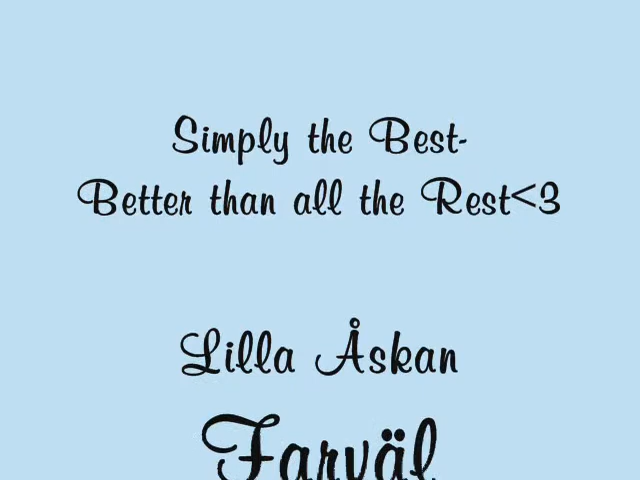 Simply the Best-
Better than all the Rest<3
Lilla Åskan
Farväl